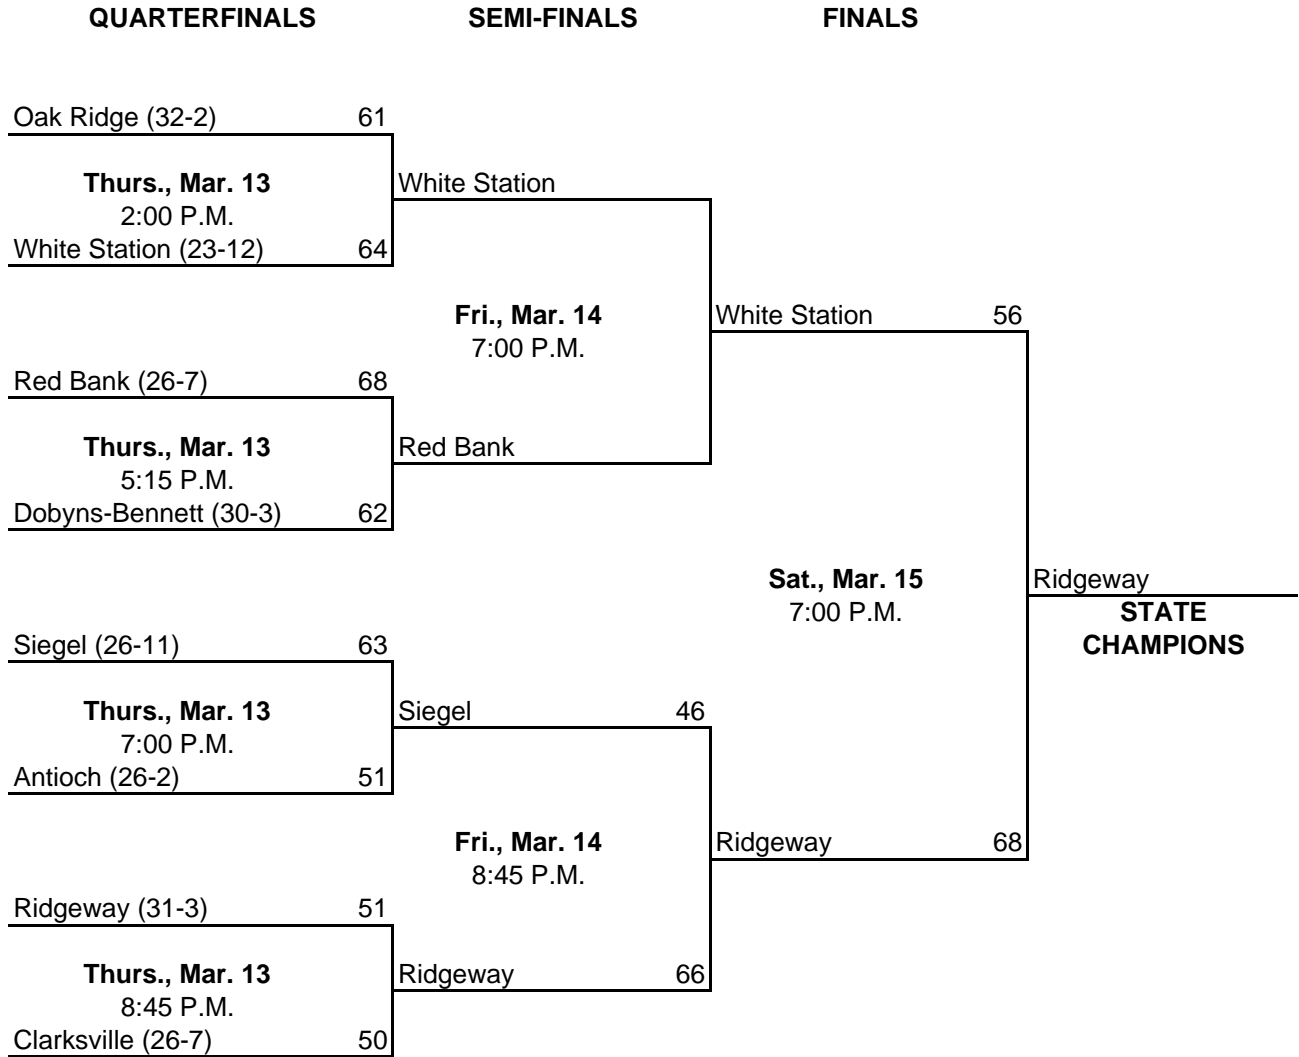 QUARTERFINALS SEMI-FINALS FINALS
Oak Ridge (32-2) 61
Thurs., Mar. 13
2:00 P.M.
White Station (23-12) 64
White Station
Red Bank (26-7) 68
Thurs., Mar. 13
5:15 P.M.
Dobyns-Bennett (30-3) 62
Red Bank
Fri., Mar. 14
7:00 P.M.
White Station 56
Siegel (26-11) 63
Thurs., Mar. 13
7:00 P.M.
Antioch (26-2) 51
Siegel 46
Ridgeway (31-3) 51
Thurs., Mar. 13
8:45 P.M.
Clarksville (26-7) 50
Ridgeway 66
Fri., Mar. 14
8:45 P.M.
Ridgeway 68
Sat., Mar. 15
7:00 P.M.
Ridgeway
STATE
CHAMPIONS